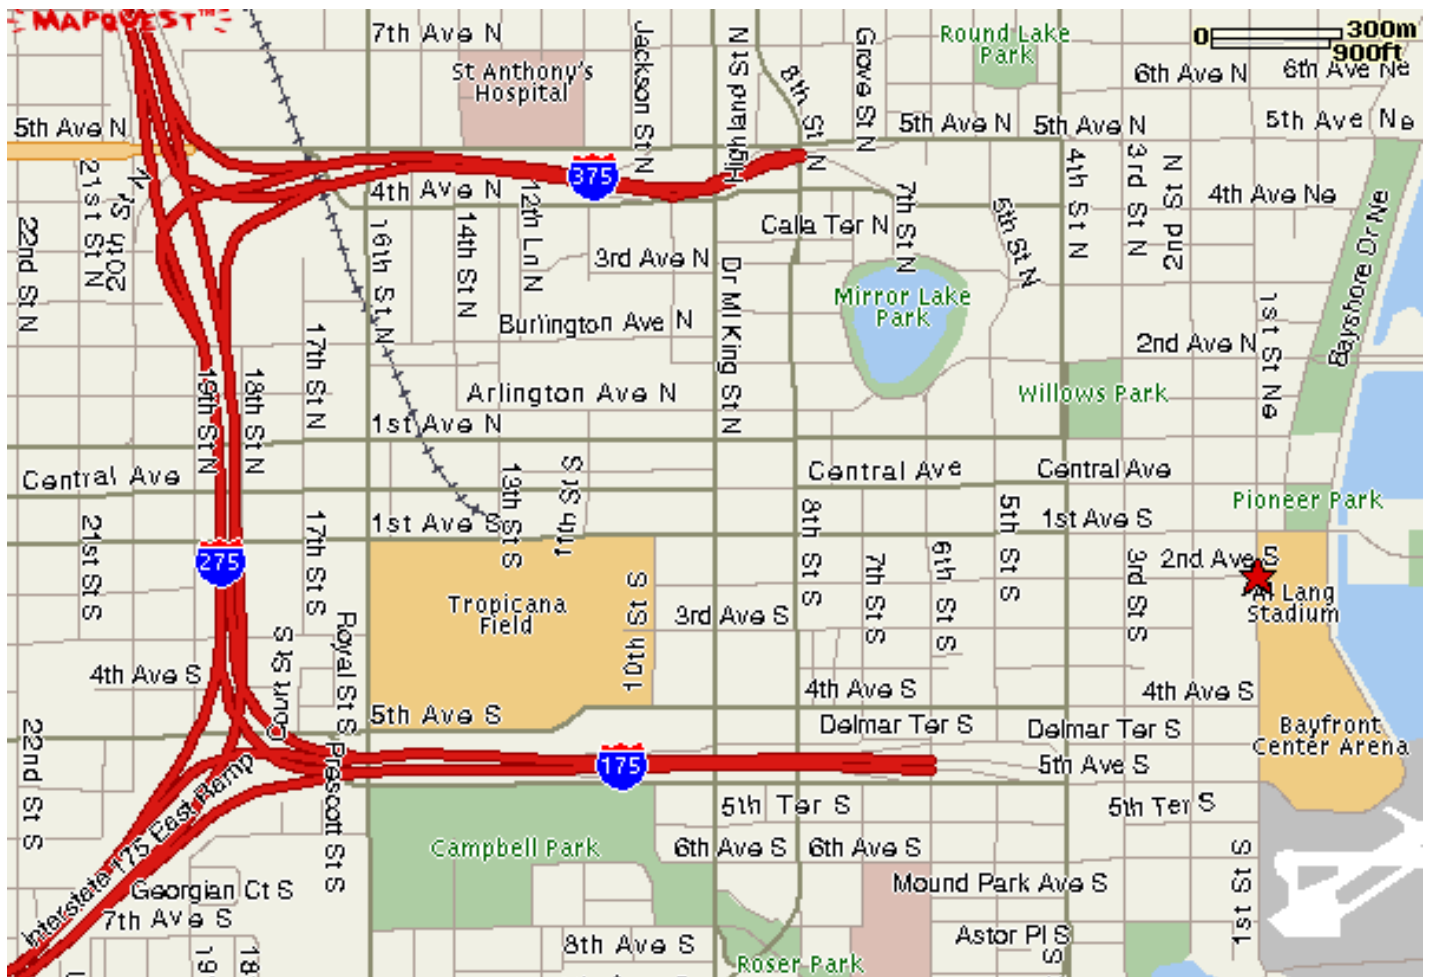 MAPQUEST™
7th Ave N
Jackson St N
Highland St N
8th St N
Grove St N
Round Lake
Park
0 300m
900ft
6th Ave N
6th Ave Ne
St Anthony's
Hospital
5th Ave N
5th Ave N
5th Ave N
5th Ave Ne
21st St N
20th St N
375
4th Ave N
12th Ln N
14th St N
16th St N
7th St N
5th St N
4th St N
3rd St N
2nd St N
4th Ave Ne
Bayshore Dr Ne
22nd St N
Cala Ter N
3rd Ave N
Dr Ml King St N
Mirror Lake
Park
Burlington Ave N
17th St N
1st St Ne
2nd Ave N
19th St N
18th St N
Arlington Ave N
Willows Park
1st Ave N
Central Ave
Central Ave
Central Ave
13th St S
11th St S
Pioneer Park
21st St S
17th St S
1st Ave S
8th St S
5th St S
1st Ave S
275
7th St S
6th St S
3rd St S
2nd Ave S
Al Lang
Stadium
Tropicana
Field
10th St S
3rd Ave S
Royal St S
Court St S
4th Ave S
4th Ave S
4th Ave S
5th Ave S
Delmar Ter S
Delmar Ter S
Bayfront
Center Arena
22nd St S
Prescott St S
175
5th Ave S
Interstate 175 East Ramp
5th Ter S
5th Ter S
Campbell Park
6th Ave S
6th Ave S
1st St S
Georgian Ct S
Mound Park Ave S
7th Ave S
8th Ave S
Astor Pl S
S
19
18
Roser Park